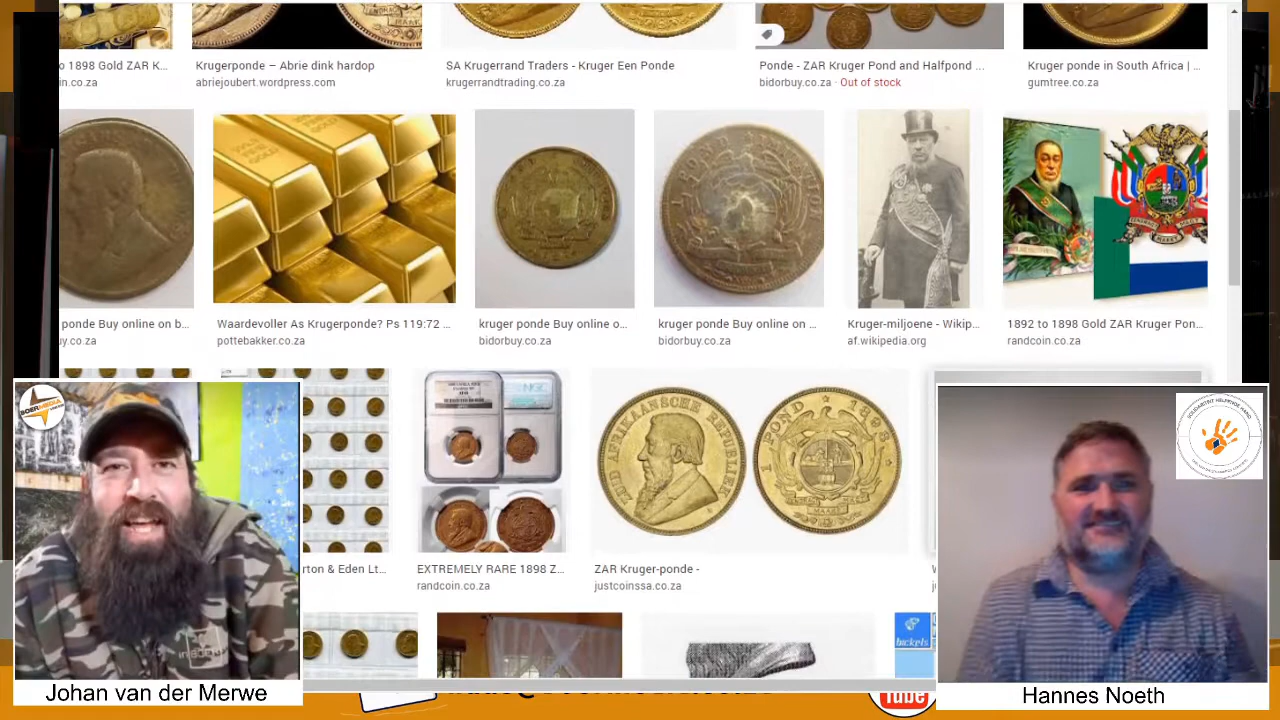 o 1898 Gold ZAR K...
in.co.za
Krugerponde – Abrie dink hardop
abriejoubert.wordpress.com
SA Krugerrand Traders - Kruger Een Ponde
krugerrandtrading.co.za
Ponde - ZAR Kruger Pond and Halfpond ...
bidorbuy.co.za · Out of stock
Kruger ponde in South Africa | ...
gumtree.co.za
ponde Buy online on b...
uy.co.za
Waardevoller As Krugerponde? Ps 119:72 ...
pottebakker.co.za
kruger ponde Buy online o...
bidorbuy.co.za
kruger ponde Buy online on ...
bidorbuy.co.za
Kruger-miljoene - Wikip...
af.wikipedia.org
1892 to 1898 Gold ZAR Kruger Pon...
randcoin.co.za
BOERMEDIA
SOLIDARITEIT HELPENDE HAND
ZUID AFRIKAANSCHE REPUBLIEK
1 POND 1898
rton & Eden Lt...
EXTREMELY RARE 1898 Z...
randcoin.co.za
ZAR Kruger-ponde -
justcoinssa.co.za
Johan van der Merwe
Tube
Hannes Noeth